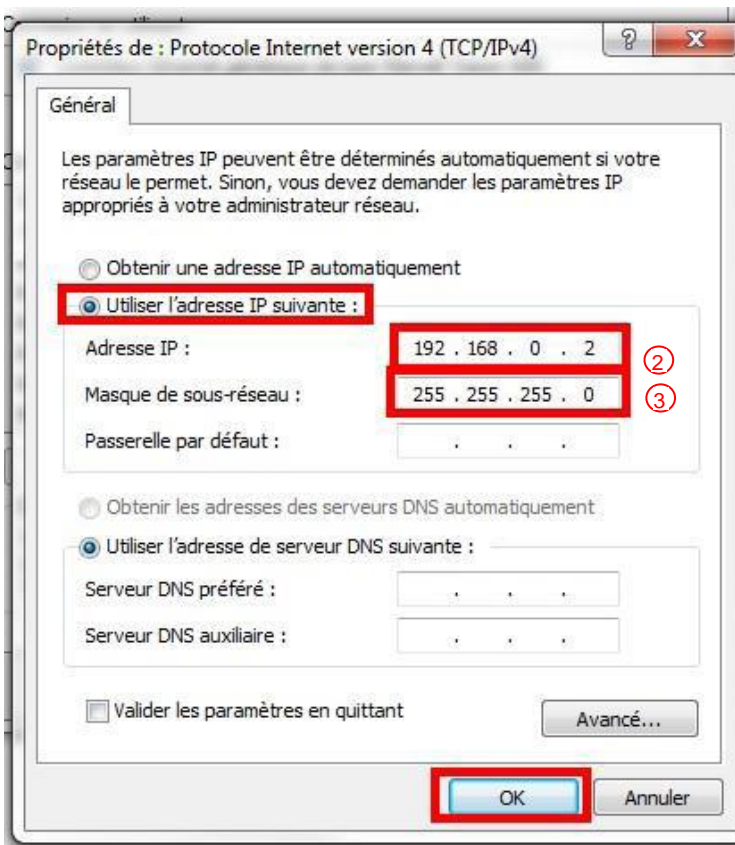 Propriétés de : Protocole Internet version 4 (TCP/IPv4)
?
X
Général
Les paramètres IP peuvent être déterminés automatiquement si votre
réseau le permet. Sinon, vous devez demander les paramètres IP
appropriés à votre administrateur réseau.
Obtenir une adresse IP automatiquement
Utiliser l'adresse IP suivante :
Adresse IP : 192 . 168 . 0 . 2
②
Masque de sous-réseau : 255 . 255 . 255 . 0
③
Passerelle par défaut : . . .
Obtenir les adresses des serveurs DNS automatiquement
Utiliser l'adresse de serveur DNS suivante :
Serveur DNS préféré : . . .
Serveur DNS auxiliaire : . . .
Valider les paramètres en quittant
Avancé...
OK
Annuler